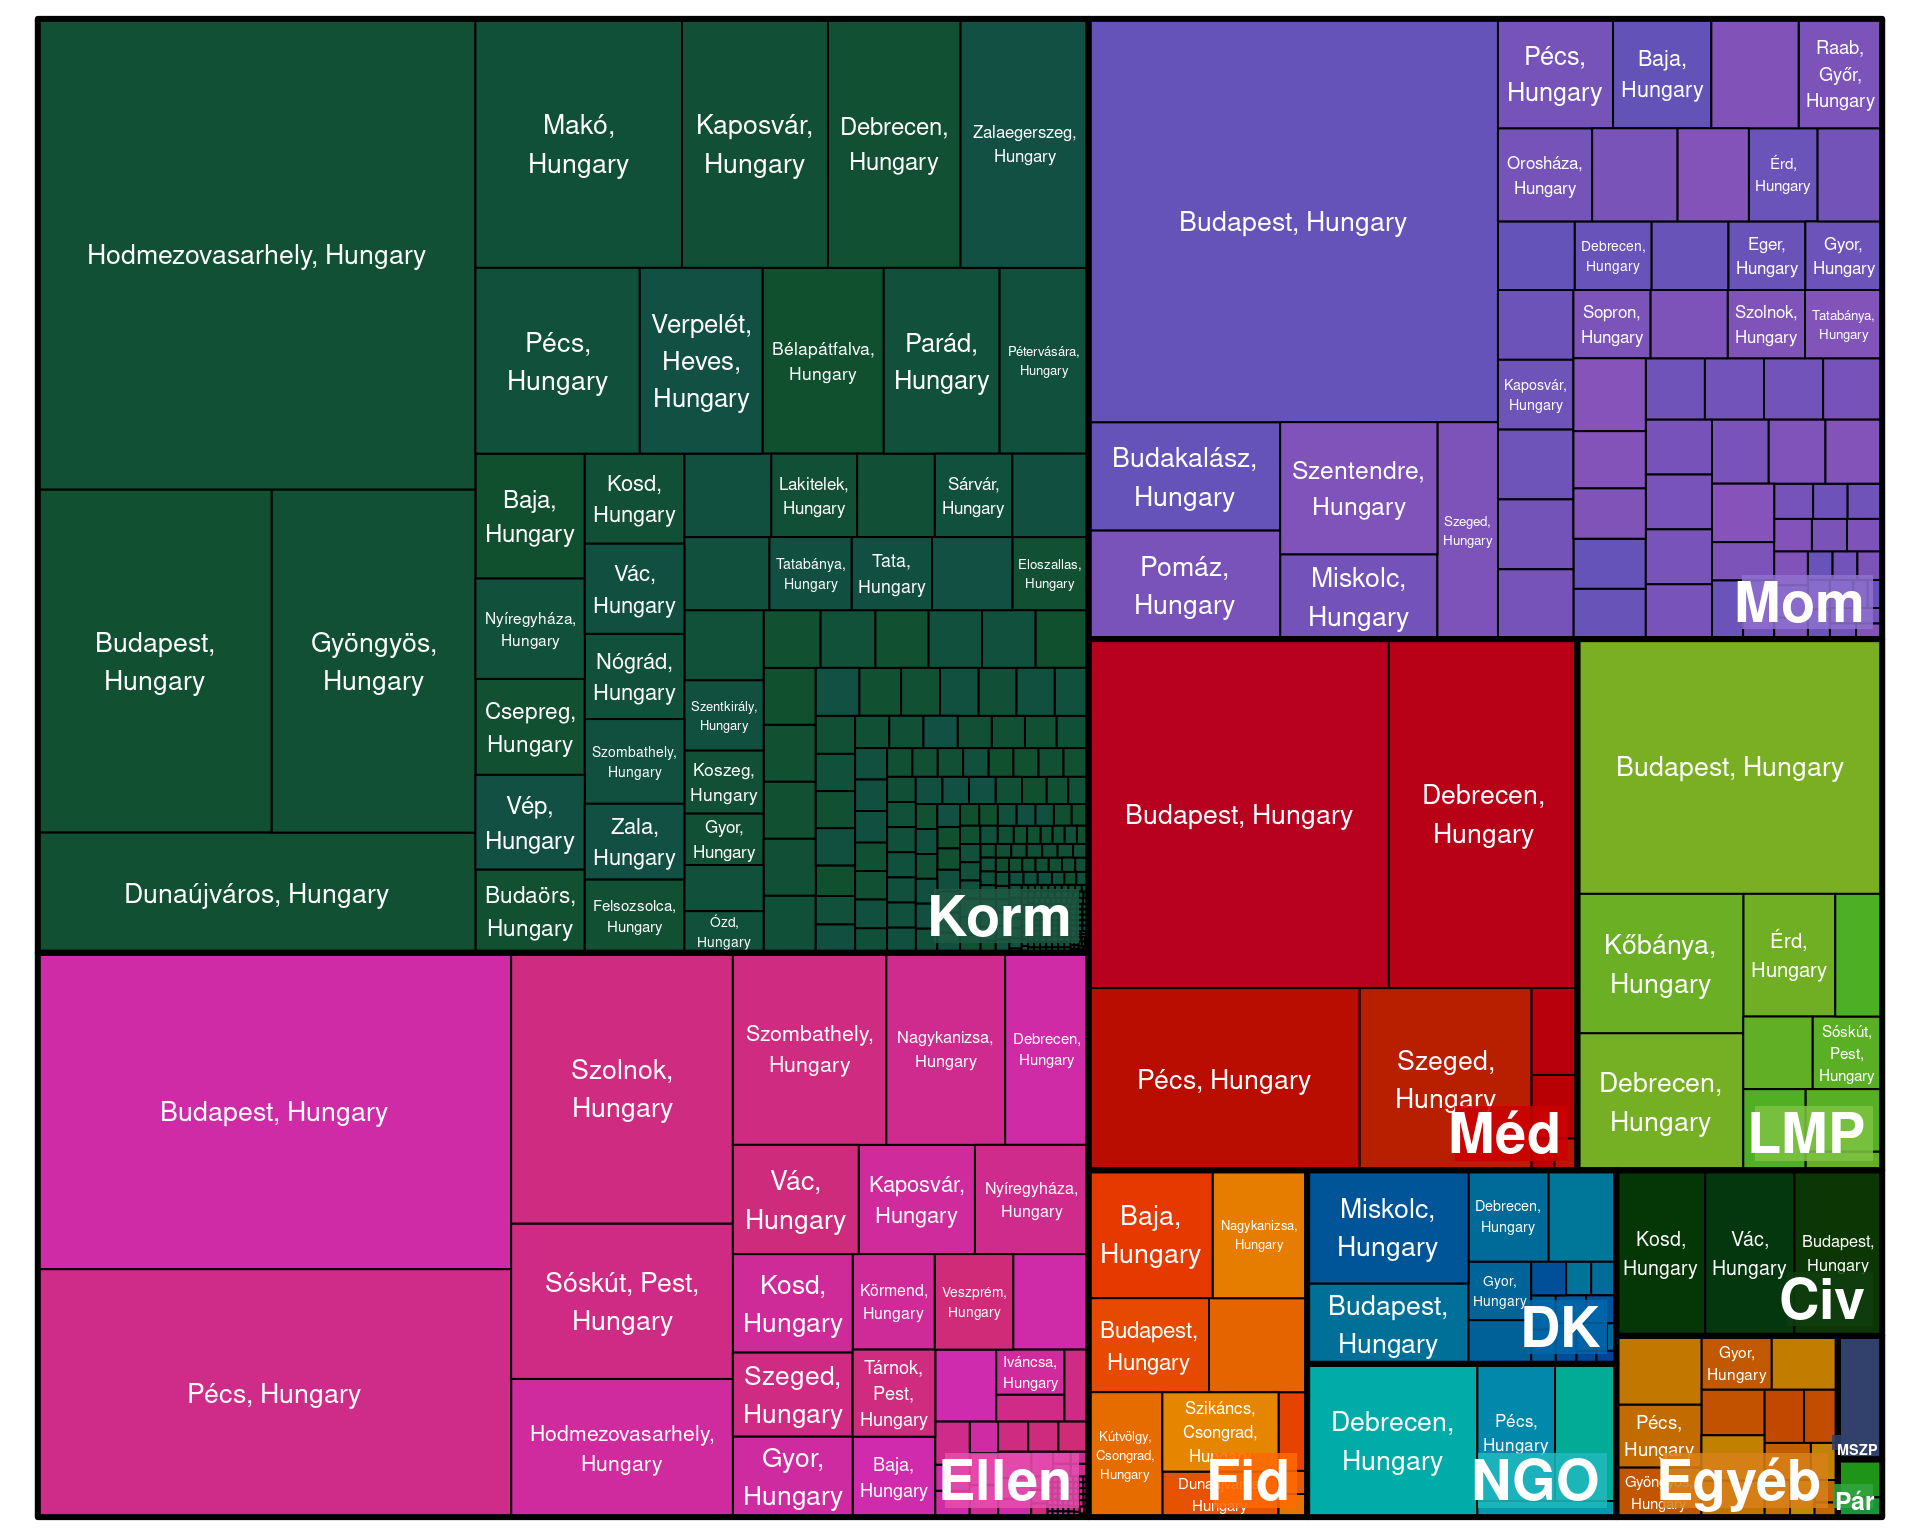 Hodmezovasarhely, Hungary
Makó,
Hungary
Kaposvár,
Hungary
Debrecen,
Hungary
Zalaegerszeg,
Hungary
Pécs,
Hungary
Verpelét,
Heves,
Hungary
Bélapátfalva,
Hungary
Parád,
Hungary
Pétervására,
Hungary
Budapest,
Hungary
Gyöngyös,
Hungary
Dunaújváros, Hungary
Baja,
Hungary
Nyíregyháza,
Hungary
Csepreg,
Hungary
Vép,
Hungary
Budaörs,
Hungary
Kosd,
Hungary
Vác,
Hungary
Nógrád,
Hungary
Szombathely,
Hungary
Zala,
Hungary
Felsozsolca,
Hungary
Lakitelek,
Hungary
Sárvár,
Hungary
Tatabánya,
Hungary
Tata,
Hungary
Eloszallas,
Hungary
Szentkirály,
Hungary
Koszeg,
Hungary
Gyor,
Hungary
Ózd,
Hungary
Korm
Budapest, Hungary
Pécs,
Hungary
Baja,
Hungary
Raab,
Győr,
Hungary
Orosháza,
Hungary
Érd,
Hungary
Debrecen,
Hungary
Eger,
Hungary
Gyor,
Hungary
Sopron,
Hungary
Szolnok,
Hungary
Tatabánya,
Hungary
Kaposvár,
Hungary
Budakalász,
Hungary
Szentendre,
Hungary
Szeged,
Hungary
Pomáz,
Hungary
Miskolc,
Hungary
Mom
Budapest, Hungary
Pécs, Hungary
Szolnok,
Hungary
Sóskút, Pest,
Hungary
Hodmezovasarhely,
Hungary
Szombathely,
Hungary
Nagykanizsa,
Hungary
Debrecen,
Hungary
Vác,
Hungary
Kaposvár,
Hungary
Nyíregyháza,
Hungary
Kosd,
Hungary
Körmend,
Hungary
Veszprém,
Hungary
Szeged,
Hungary
Tárnok,
Pest,
Hungary
Iváncsa,
Hungary
Gyor,
Hungary
Baja,
Hungary
Ellen
Budapest, Hungary
Debrecen,
Hungary
Pécs, Hungary
Szeged,
Hungary
Méd
Budapest, Hungary
Kőbánya,
Hungary
Érd,
Hungary
Debrecen,
Hungary
Sóskút,
Pest,
Hungary
LMP
Baja,
Hungary
Nagykanizsa,
Hungary
Budapest,
Hungary
Kútvölgy,
Csongrad,
Hungary
Szikáncs,
Csongrad,
Hungary
Hungary
Fid
Miskolc,
Hungary
Debrecen,
Hungary
Budapest,
Hungary
Gyor,
Hungary
DK
Debrecen,
Hungary
Pécs,
Hungary
NGO
Kosd,
Hungary
Vác,
Hungary
Budapest,
Hungary
Civ
Gyor,
Hungary
Pécs,
Hungary
Hungary
Egyéb
MSZP
Pár